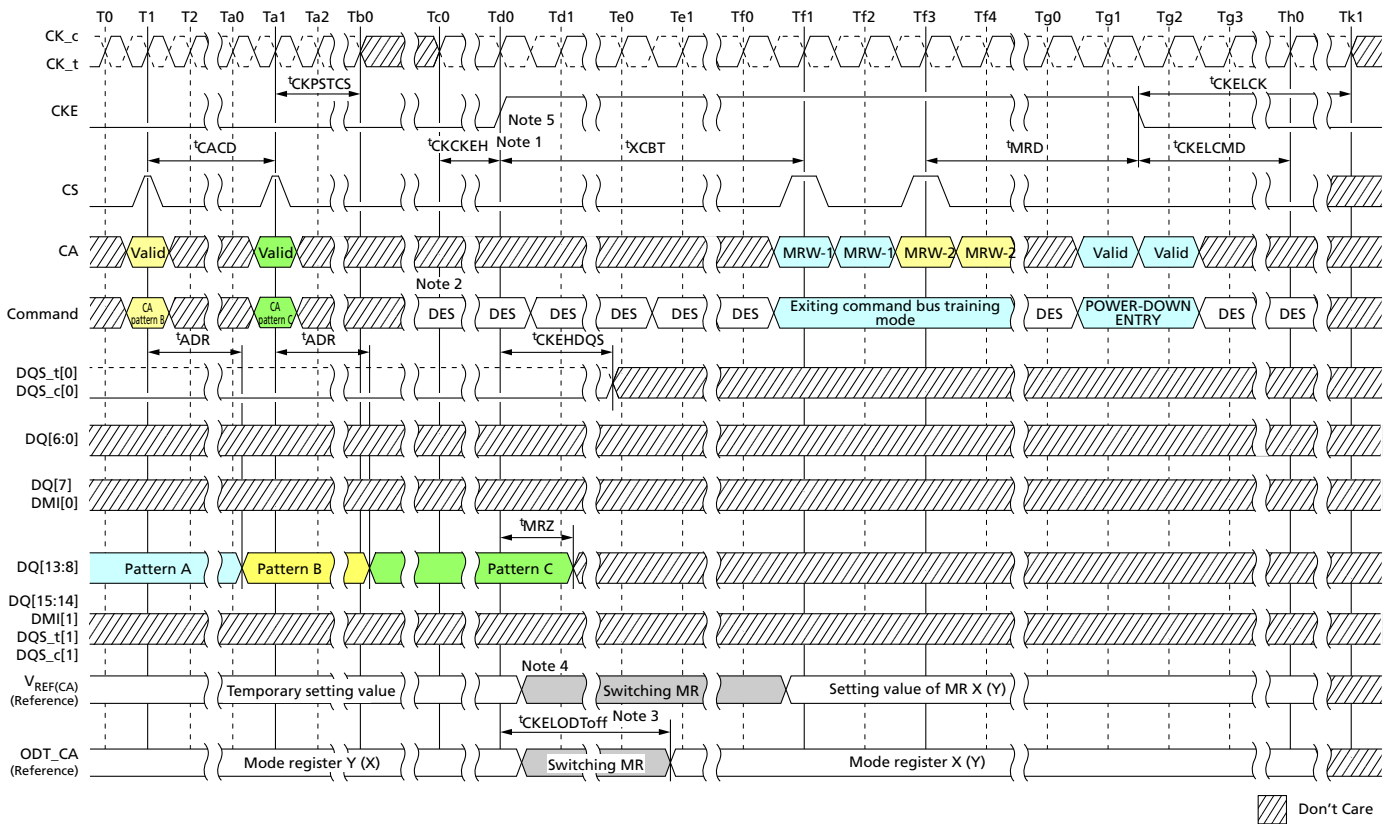 T0 T1 T2 Ta0 Ta1 Ta2 Tb0 Tc0 Td0 Td1 Te0 Te1 Tf0 Tf1 Tf2 Tf3 Tf4 Tg0 Tg1 Tg2 Tg3 Th0 Tk1
CK_c
CK_t
tCKPSTCS
tCKELCK
CKE
Note 5
tCACD
tCKCKEH
Note 1
tXCBT
tMRD
tCKELCMD
CS
CA
Valid
Valid
MRW-1
MRW-1
MRW-2
MRW-2
Valid
Valid
Note 2
Command
CA
pattern B
CA
pattern C
DES
DES
DES
DES
DES
DES
Exiting command bus training
mode
DES
POWER-DOWN
ENTRY
DES
DES
tADR
tADR
tCKEHDQS
DQS_t[0]
DQS_c[0]
DQ[6:0]
DQ[7]
DMI[0]
tMRZ
DQ[13:8]
Pattern A
Pattern B
Pattern C
DQ[15:14]
DMI[1]
DQS_t[1]
DQS_c[1]
Note 4
VREF(CA)
(Reference)
Temporary setting value
Switching MR
Setting value of MR X (Y)
tCKELODToff
Note 3
ODT_CA
(Reference)
Mode register Y (X)
Switching MR
Mode register X (Y)
Don't Care